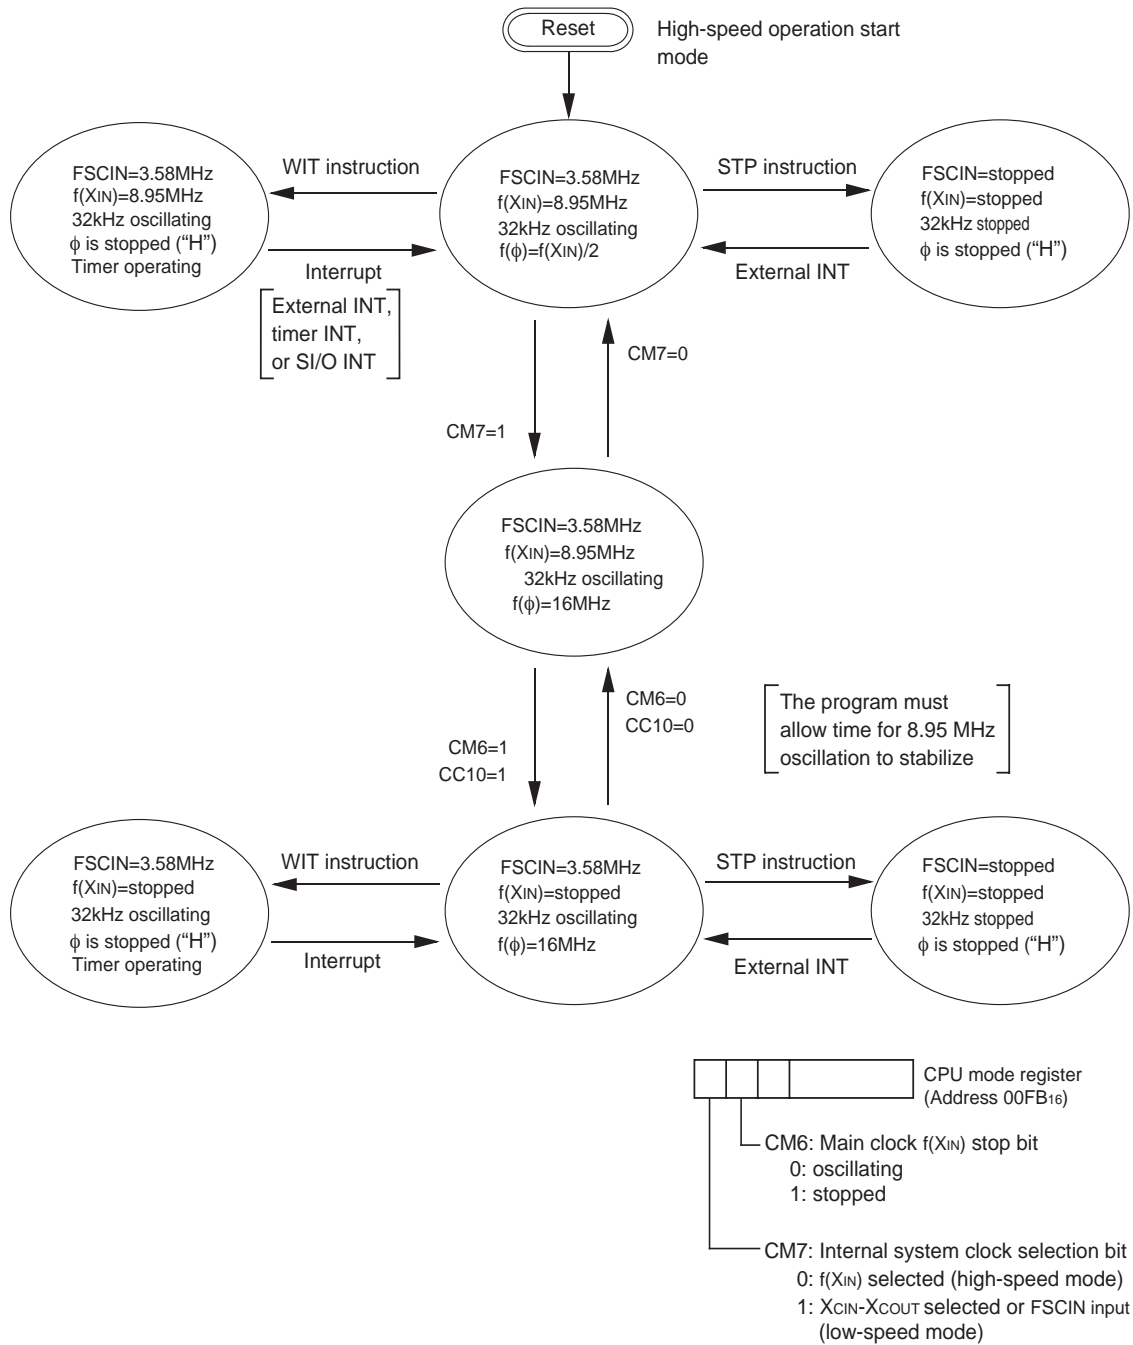 Reset
High-speed operation start
mode
FSCIN=3.58MHz
f(XIN)=8.95MHz
32kHz oscillating
φ is stopped (“H”)
Timer operating
WIT instruction
Interrupt
External INT,
timer INT,
or SI/O INT
FSCIN=3.58MHz
f(XIN)=8.95MHz
32kHz oscillating
f(φ)=f(XIN)/2
STP instruction
External INT
FSCIN=stopped
f(XIN)=stopped
32kHz stopped
φ is stopped (“H”)
CM7=1
CM7=0
FSCIN=3.58MHz
f(XIN)=8.95MHz
32kHz oscillating
f(φ)=16MHz
CM6=1
CC10=1
CM6=0
CC10=0
The program must
allow time for 8.95 MHz
oscillation to stabilize
FSCIN=3.58MHz
f(XIN)=stopped
32kHz oscillating
φ is stopped (“H”)
Timer operating
WIT instruction
Interrupt
FSCIN=3.58MHz
f(XIN)=stopped
32kHz oscillating
f(φ)=16MHz
STP instruction
External INT
FSCIN=stopped
f(XIN)=stopped
32kHz stopped
φ is stopped (“H”)
CPU mode register
(Address 00FB16)
CM6: Main clock f(XIN) stop bit
0: oscillating
1: stopped
CM7: Internal system clock selection bit
0: f(XIN) selected (high-speed mode)
1: XCIN-XCOUT selected or FSCIN input
(low-speed mode)